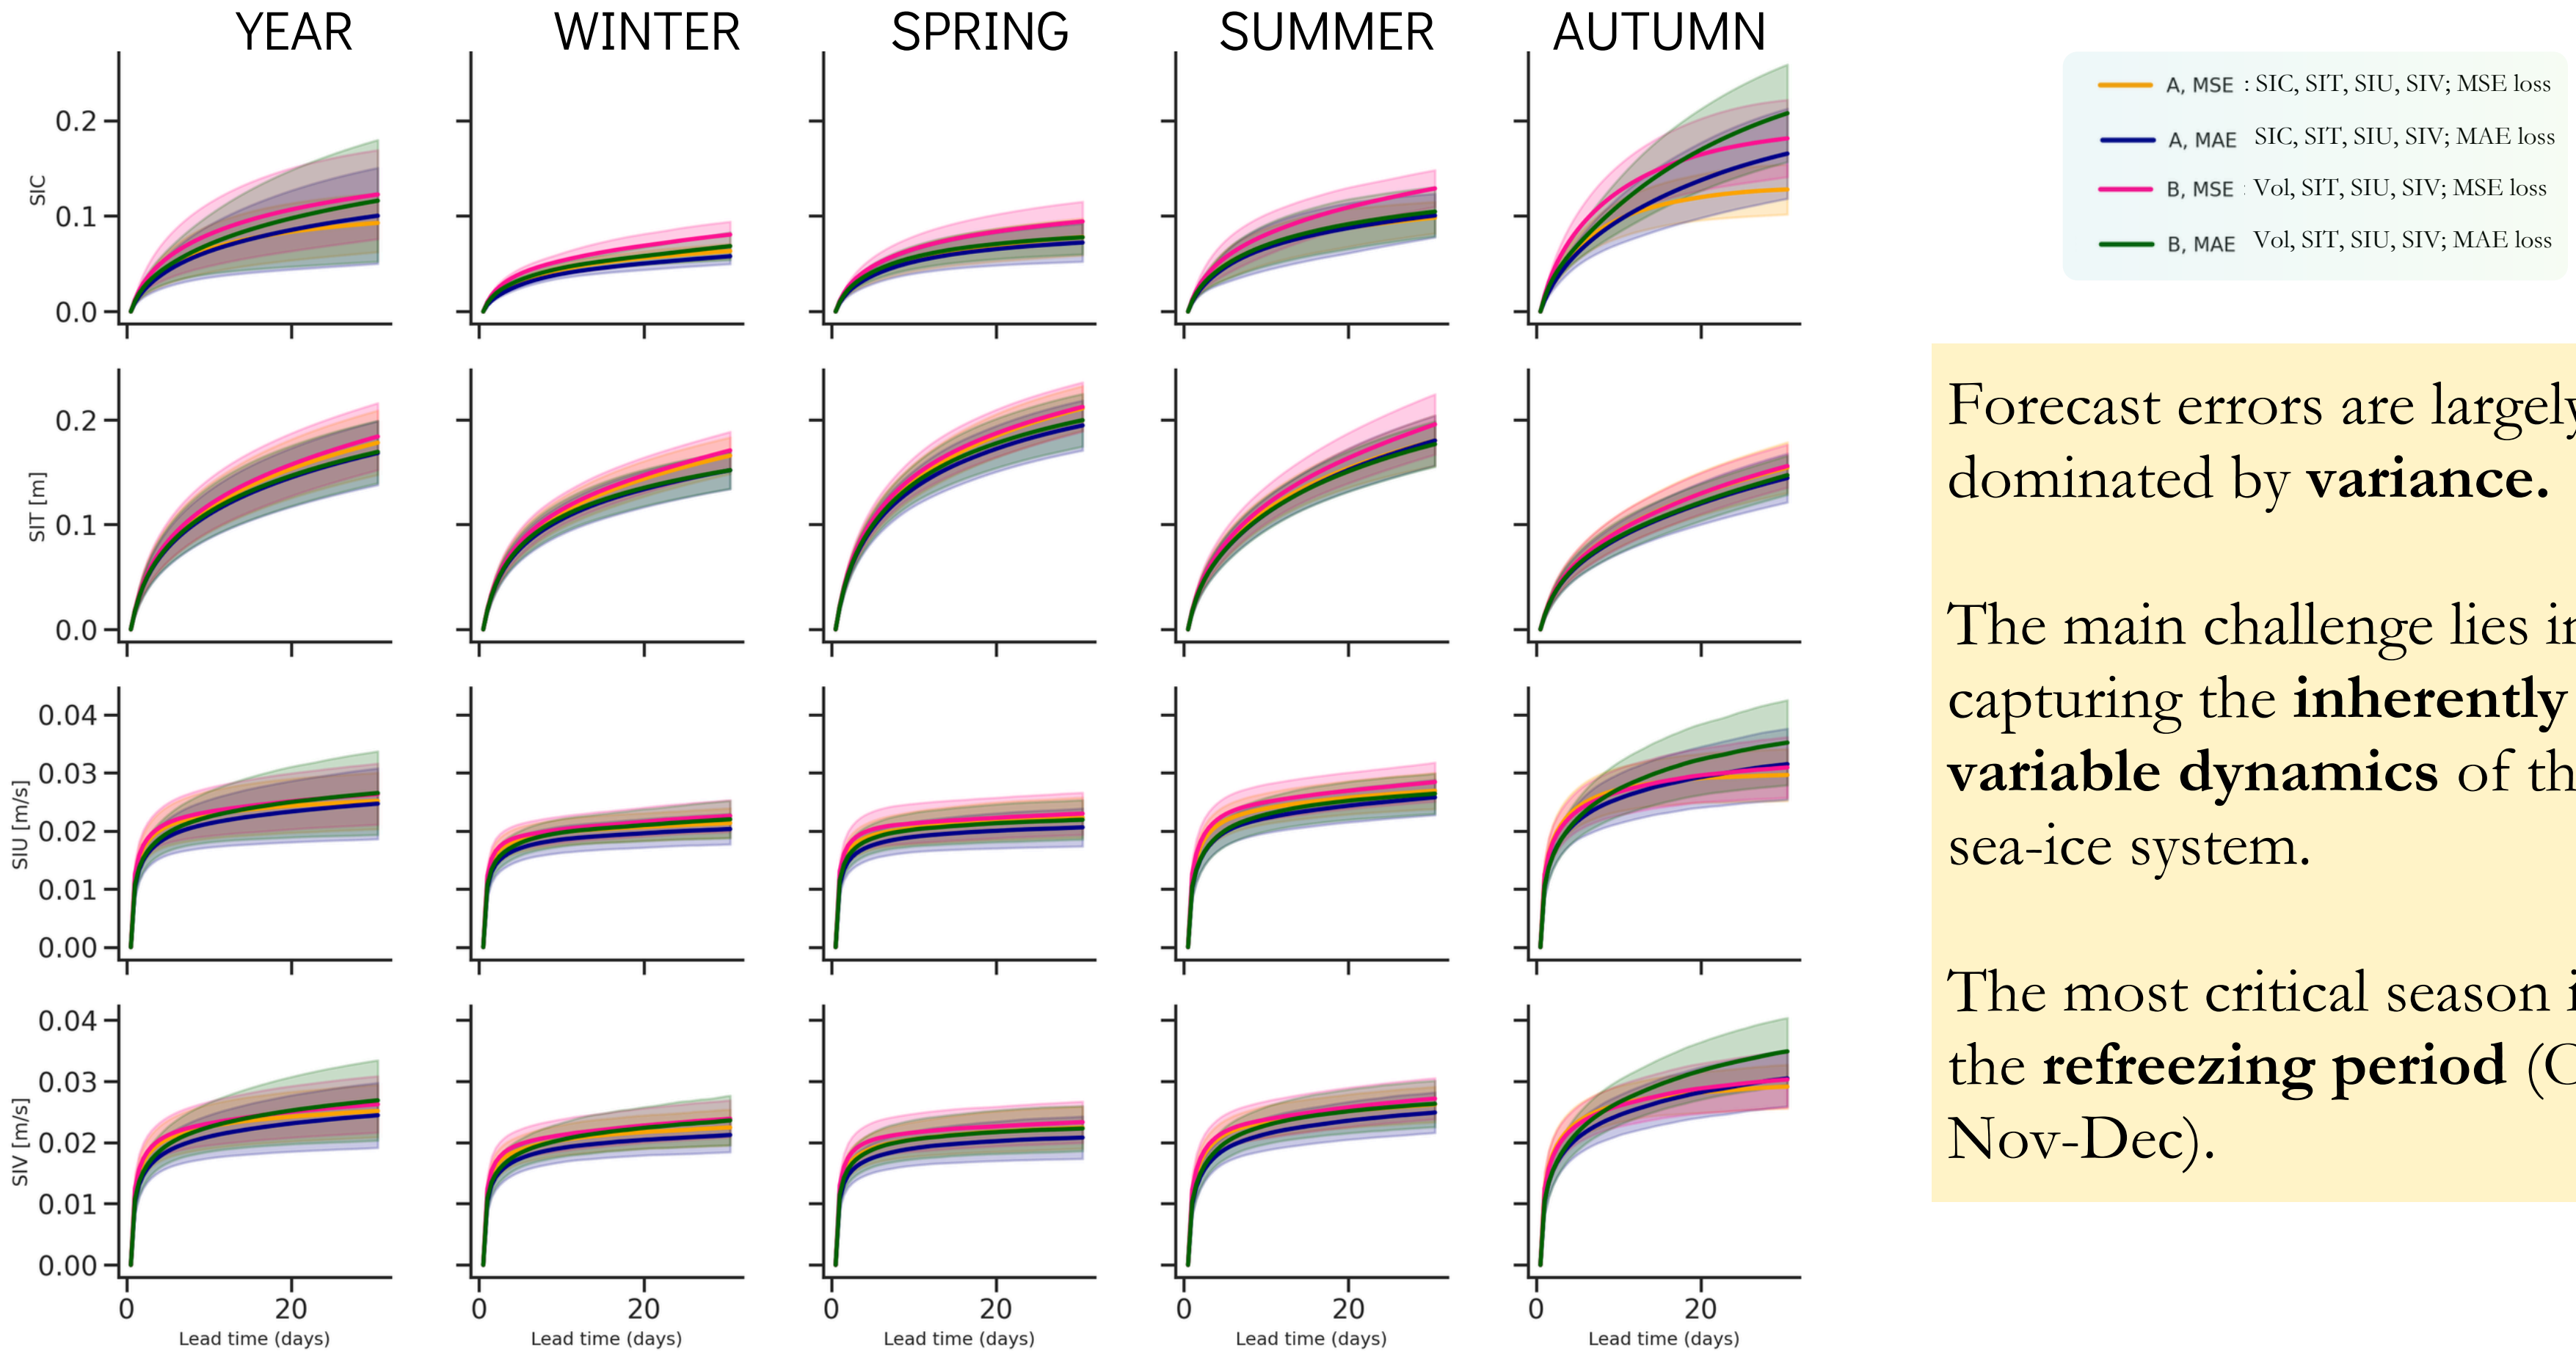 YEAR WINTER SPRING SUMMER AUTUMN
SIC
0.2
0.1
0.0
SIT [m]
0.2
0.1
0.0
SIU [m/s]
0.04
0.03
0.02
0.01
0.00
SIV [m/s]
0.04
0.03
0.02
0.01
0.00
0 20 0 20 0 20 0 20 0 20
Lead time (days) Lead time (days) Lead time (days) Lead time (days) Lead time (days)
A, MSE : SIC, SIT, SIU, SIV; MSE loss
A, MAE SIC, SIT, SIU, SIV; MAE loss
B, MSE : Vol, SIT, SIU, SIV; MSE loss
B, MAE Vol, SIT, SIU, SIV; MAE loss
Forecast errors are largely
dominated by variance.
The main challenge lies
capturing the inherently
variable dynamics of
sea-ice system.
The most critical season
the refreezing period
Nov-Dec).